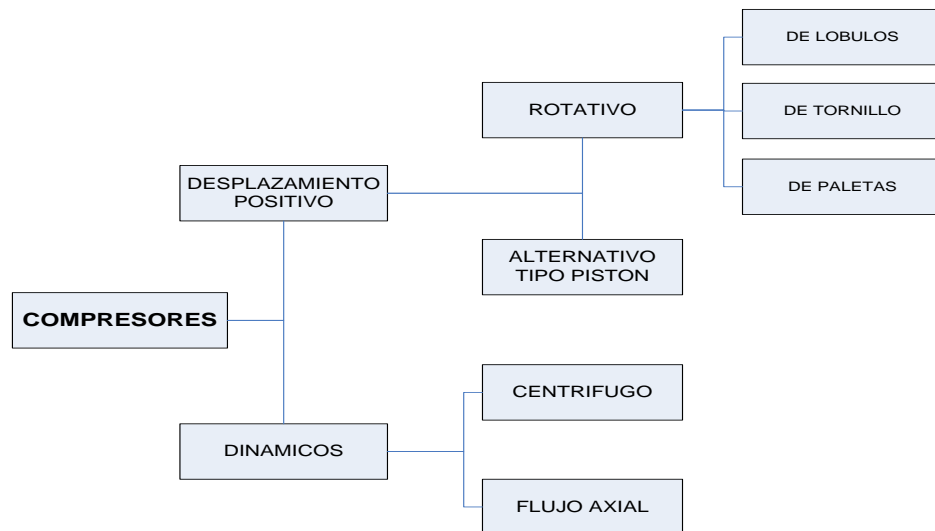 DE LOBULOS
ROTATIVO
DE TORNILLO
DESPLAZAMIENTO
POSITIVO
DE PALETAS
ALTERNATIVO
TIPO PISTON
COMPRESORES
CENTRIFUGO
DINAMICOS
FLUJO AXIAL